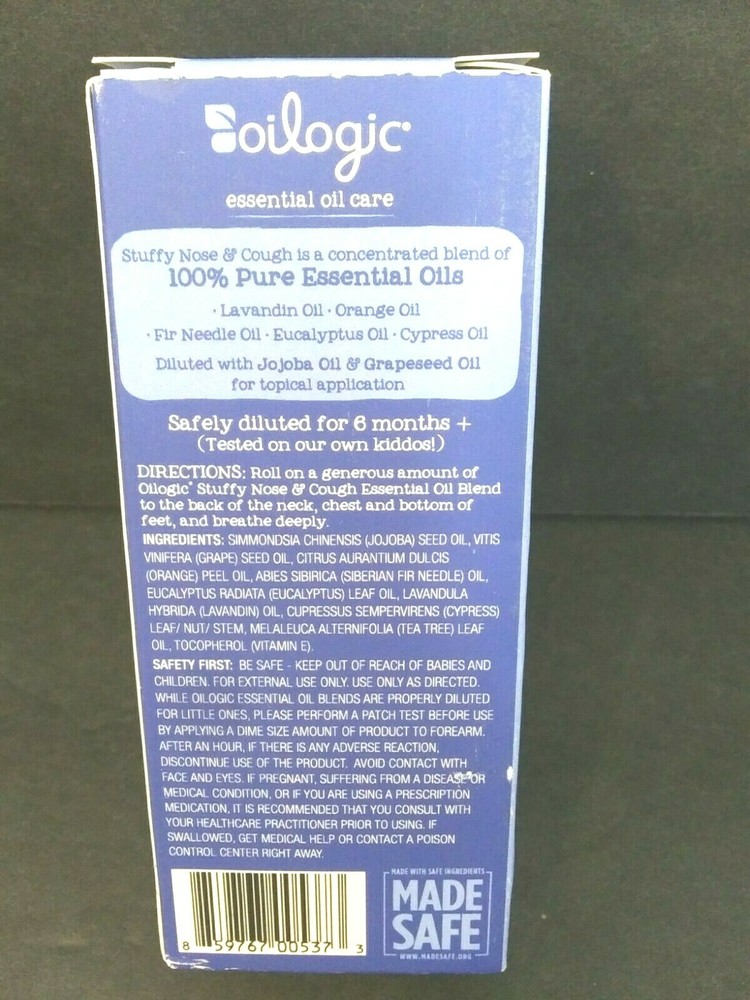 oilogic®
essential oil care
Stuffy Nose & Cough is a concentrated blend of
100% Pure Essential Oils
· Lavandin Oil · Orange Oil
· Fir Needle Oil · Eucalyptus Oil · Cypress Oil
Diluted with Jojoba Oil & Grapeseed Oil
for topical application
Safely diluted for 6 months +
(Tested on our own kiddos!)
DIRECTIONS: Roll on a generous amount of
Oilogic® Stuffy Nose & Cough Essential Oil Blend
to the back of the neck, chest and bottom of
feet, and breathe deeply.
INGREDIENTS: SIMMONDSIA CHINENSIS (JOJOBA) SEED OIL, VITIS
VINIFERA (GRAPE) SEED OIL, CITRUS AURANTIUM DULCIS
(ORANGE) PEEL OIL, ABIES SIBIRICA (SIBERIAN FIR NEEDLE) OIL,
EUCALYPTUS RADIATA (EUCALYPTUS) LEAF OIL, LAVANDULA
HYBRIDA (LAVANDIN) OIL, CUPRESSUS SEMPERVIRENS (CYPRESS)
LEAF/ NUT/ STEM, MELALEUCA ALTERNIFOLIA (TEA TREE) LEAF
OIL, TOCOPHEROL (VITAMIN E).
SAFETY FIRST: BE SAFE - KEEP OUT OF REACH OF BABIES AND
CHILDREN. FOR EXTERNAL USE ONLY. USE ONLY AS DIRECTED.
WHILE OILOGIC ESSENTIAL OIL BLENDS ARE PROPERLY DILUTED
FOR LITTLE ONES, PLEASE PERFORM A PATCH TEST BEFORE USE
BY APPLYING A DIME SIZE AMOUNT OF PRODUCT TO FOREARM.
AFTER AN HOUR, IF THERE IS ANY ADVERSE REACTION,
DISCONTINUE USE OF THE PRODUCT. AVOID CONTACT WITH
FACE AND EYES. IF PREGNANT, SUFFERING FROM A DISEASE OR
MEDICAL CONDITION, OR IF YOU ARE USING A PRESCRIPTION
MEDICATION, IT IS RECOMMENDED THAT YOU CONSULT WITH
YOUR HEALTHCARE PRACTITIONER PRIOR TO USING. IF
SWALLOWED, GET MEDICAL HELP OR CONTACT A POISON
CONTROL CENTER RIGHT AWAY.
8 59767 00537 3
MADE WITH SAFE INGREDIENTS
MADE
SAFE
WWW.MADESAFE.ORG